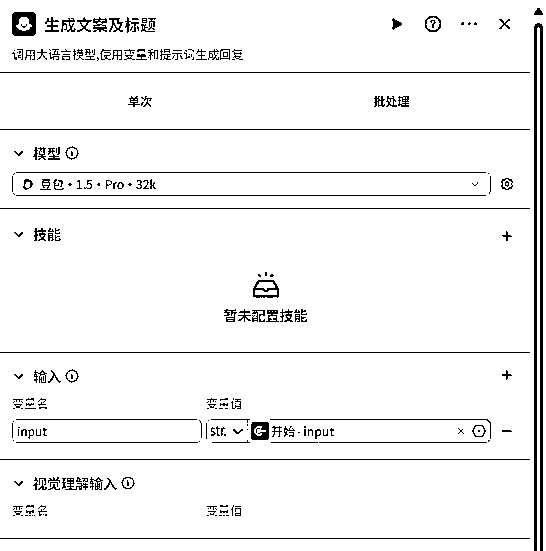 生成文案及标题
调用大语言模型,使用变量和提示词生成回复
单次 批处理
模型
豆包·1.5·Pro·32k
技能
暂未配置技能
输入
变量名 变量值
input str. 开始 - input
视觉理解输入
变量名 变量值